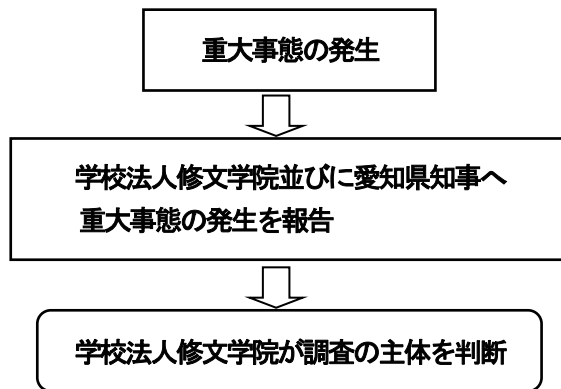 重大事態の発生
学校法人修文学院並びに愛知県知事へ
重大事態の発生を報告
学校法人修文学院が調査の主体を判断